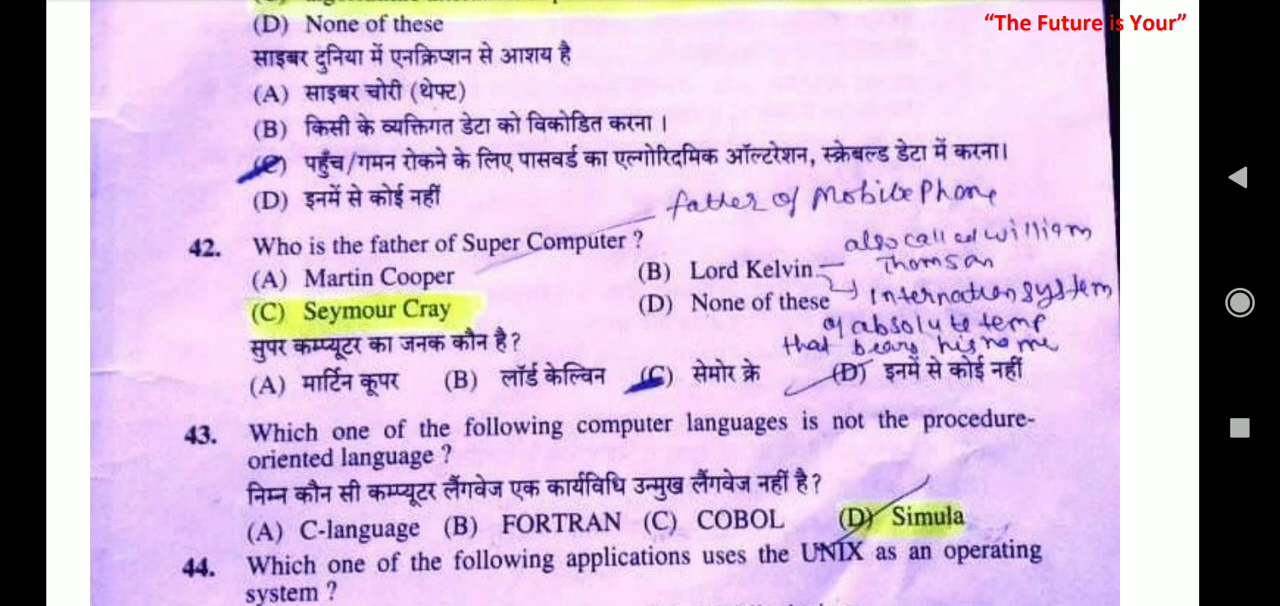 “The Future is Your”
(D) None of these
साइबर दुनिया में एनक्रिप्शन से आशय है
(A) साइबर चोरी (थेफ्ट)
(B) किसी के व्यक्तिगत डेटा को विकोडित करना ।
(C) पहुँच/गमन रोकने के लिए पासवर्ड का एल्गोरिदमिक ऑल्टरेशन, स्क्रेबल्ड डेटा में करना।
(D) इनमें से कोई नहीं
father of Mobile Phone
42. Who is the father of Super Computer ?
(A) Martin Cooper (B) Lord Kelvin
also called William
Thomson
(C) Seymour Cray (D) None of these
Internation system
of absolute temp
that bears his name
सुपर कम्प्यूटर का जनक कौन है ?
(A) मार्टिन कूपर (B) लॉर्ड केल्विन (C) सेमोर क्रे (D) इनमें से कोई नहीं
43. Which one of the following computer languages is not the procedure-
oriented language ?
निम्न कौन सी कम्प्यूटर लैंगवेज एक कार्यविधि उन्मुख लैंगवेज नहीं है ?
(A) C-language (B) FORTRAN (C) COBOL (D) Simula
44. Which one of the following applications uses the UNIX as an operating
system ?